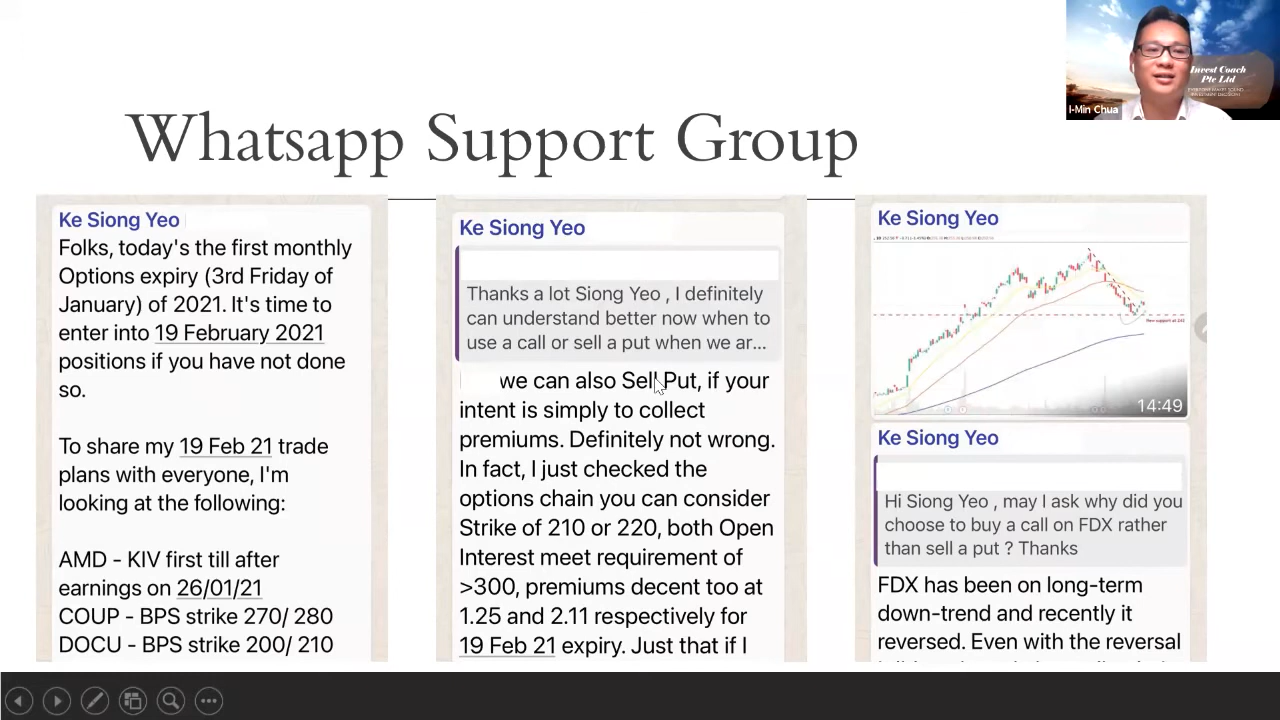 Invest Coach
Pte Ltd
I-Min Chua
Whatsapp Support Group
Ke Siong Yeo
Folks, today's the first monthly
Options expiry (3rd Friday of
January) of 2021. It's time to
enter into 19 February 2021
positions if you have not done
so.
To share my 19 Feb 21 trade
plans with everyone, I'm
looking at the following:
AMD - KIV first till after
earnings on 26/01/21
COUP - BPS strike 270/ 280
DOCU - BPS strike 200/ 210
Ke Siong Yeo
Thanks a lot Siong Yeo , I definitely
can understand better now when to
use a call or sell a put when we ar...
we can also Sell Put, if your
intent is simply to collect
premiums. Definitely not wrong.
In fact, I just checked the
options chain you can consider
Strike of 210 or 220, both Open
Interest meet requirement of
>300, premiums decent too at
1.25 and 2.11 respectively for
19 Feb 21 expiry. Just that if I
Ke Siong Yeo
New support at 242
14:49
Ke Siong Yeo
Hi Siong Yeo , may I ask why did you
choose to buy a call on FDX rather
than sell a put ? Thanks
FDX has been on long-term
down-trend and recently it
reversed. Even with the reversal